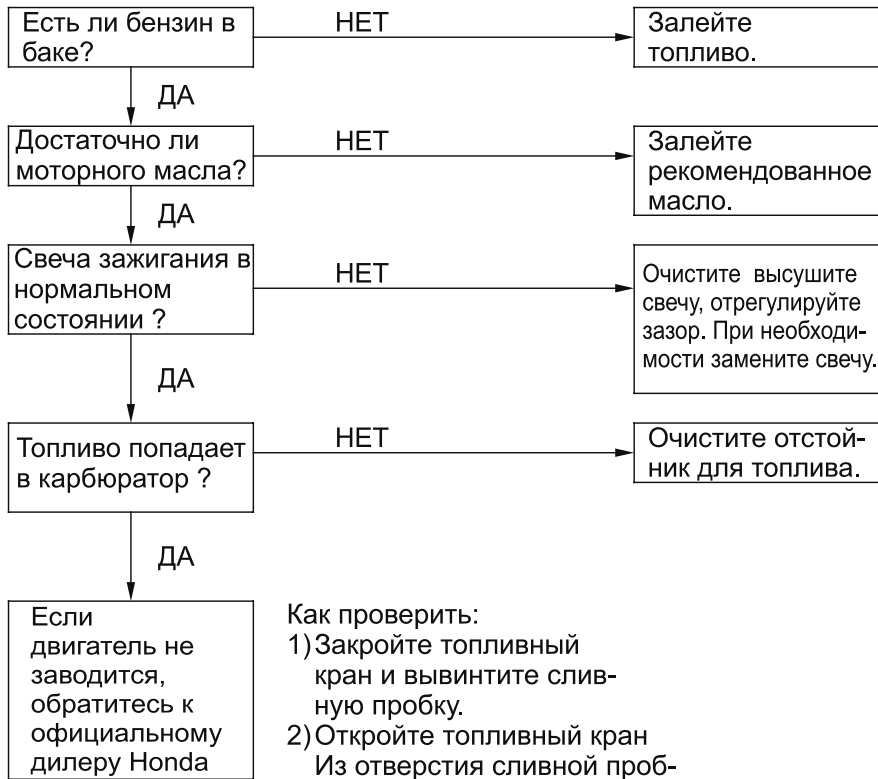 Есть ли бензин в
баке?
НЕТ
Залейте
топливо.
ДА
Достаточно ли
моторного масла?
НЕТ
Залейте
рекомендованное
масло.
ДА
Свеча зажигания в
нормальном
состоянии ?
НЕТ
Очистите высушите
свечу, отрегулируйте
зазор. При необходи-
мости замените свечу.
ДА
Топливо попадает
в карбюратор ?
НЕТ
Очистите отстой-
ник для топлива.
ДА
Если
двигатель не
заводится,
обратитесь к
официальному
дилеру Honda
Как проверить:
1) Закройте топливный
кран и вывинтите слив-
ную пробку.
2) Откройте топливный кран
Из отверстия сливной проб-